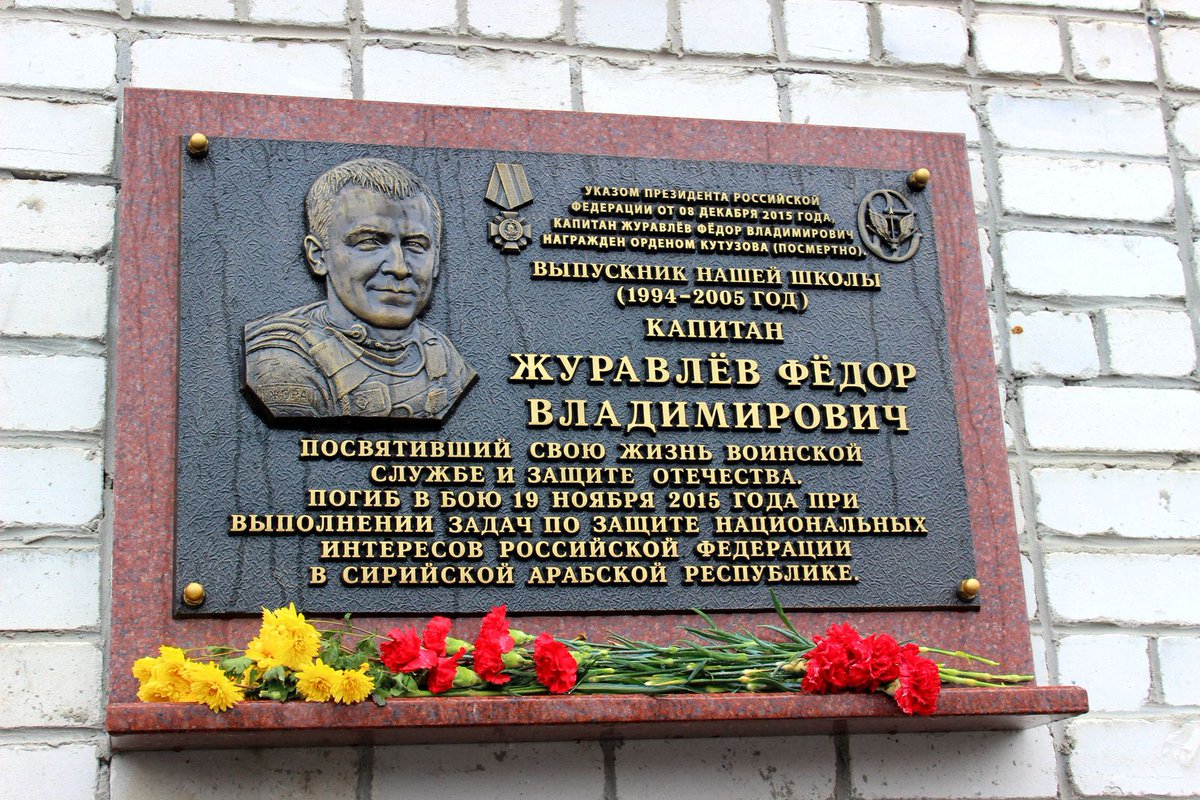 УКАЗОМ ПРЕЗИДЕНТА РОССИЙСКОЙ
ФЕДЕРАЦИИ ОТ 08 ДЕКАБРЯ 2015 ГОДА,
КАПИТАН ЖУРАВЛЁВ ФЁДОР ВЛАДИМИРОВИЧ
НАГРАЖДЕН ОРДЕНОМ КУТУЗОВА (ПОСМЕРТНО).
ВЫПУСКНИК НАШЕЙ ШКОЛЫ
(1994-2005 ГОД)
КАПИТАН
ЖУРАВЛЁВ ФЁДОР
ВЛАДИМИРОВИЧ
ПОСВЯТИВШИЙ СВОЮ ЖИЗНЬ ВОИНСКОЙ
СЛУЖБЕ И ЗАЩИТЕ ОТЕЧЕСТВА.
ПОГИБ В БОЮ 19 НОЯБРЯ 2015 ГОДА ПРИ
ВЫПОЛНЕНИИ ЗАДАЧ ПО ЗАЩИТЕ НАЦИОНАЛЬНЫХ
ИНТЕРЕСОВ РОССИЙСКОЙ ФЕДЕРАЦИИ
В СИРИЙСКОЙ АРАБСКОЙ РЕСПУБЛИКЕ.